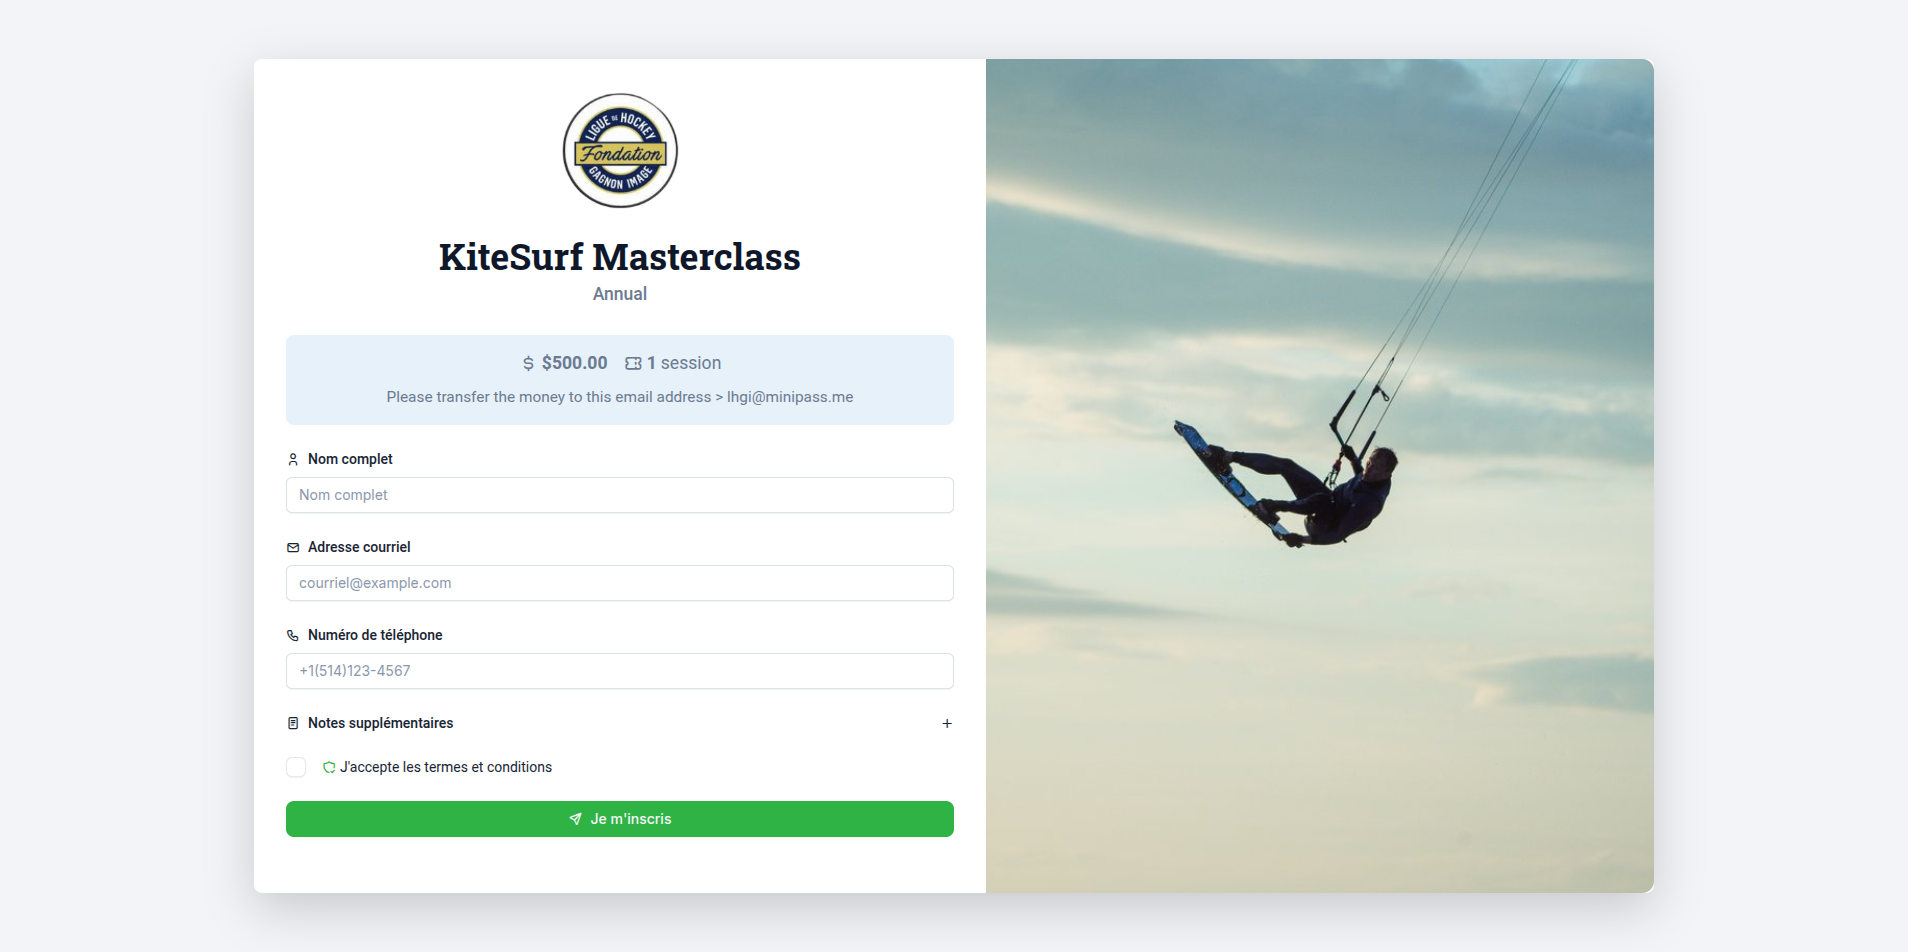 LIGUE DE HOCKEY
Fondation
GAGNON IMAGE
KiteSurf Masterclass
Annual
$ $500.00 1 session
Please transfer the money to this email address > lhgi@minipass.me
Nom complet
Nom complet
Adresse courriel
courriel@example.com
Numéro de téléphone
+1(514)123-4567
Notes supplémentaires +
J'accepte les termes et conditions
Je m'inscris